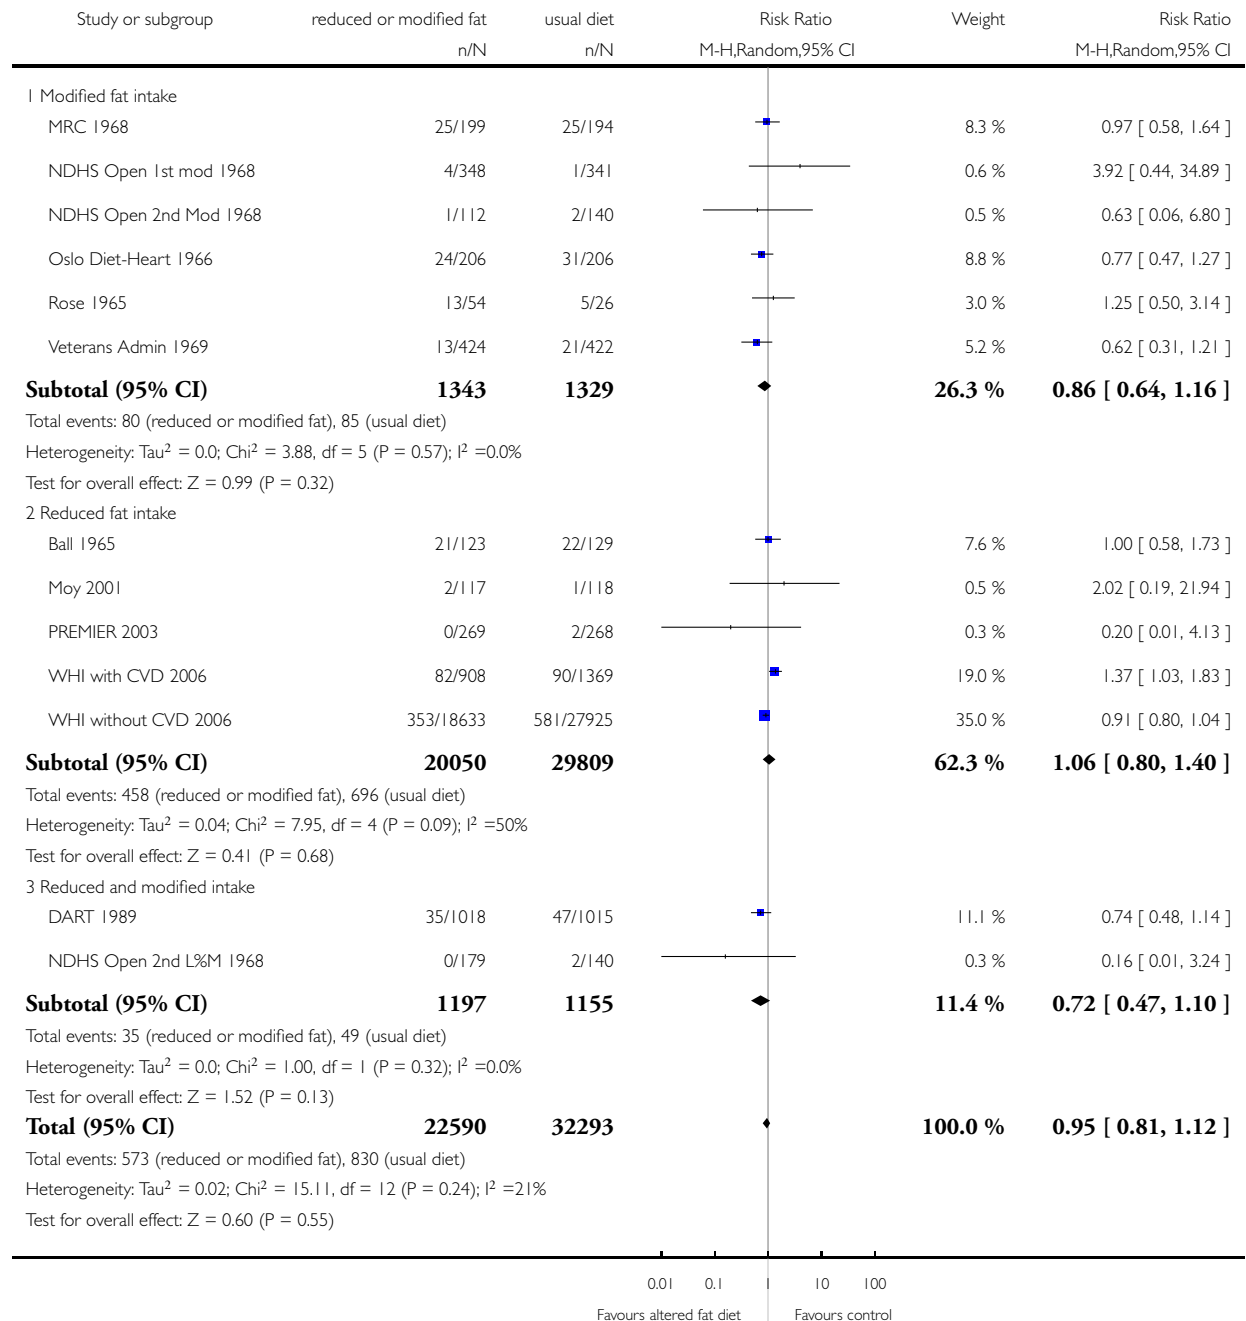 Study or subgroup reduced or modified fat usual diet Risk Ratio Weight Risk Ratio
n/N n/N M-H,Random,95% CI M-H,Random,95% CI
1 Modified fat intake
MRC 1968 25/199 25/194 8.3 % 0.97 [ 0.58, 1.64 ]
NDHS Open 1st mod 1968 4/348 1/341 0.6 % 3.92 [ 0.44, 34.89 ]
NDHS Open 2nd Mod 1968 1/112 2/140 0.5 % 0.63 [ 0.06, 6.80 ]
Oslo Diet-Heart 1966 24/206 31/206 8.8 % 0.77 [ 0.47, 1.27 ]
Rose 1965 13/54 5/26 3.0 % 1.25 [ 0.50, 3.14 ]
Veterans Admin 1969 13/424 21/422 5.2 % 0.62 [ 0.31, 1.21 ]
Subtotal (95% CI) 1343 1329 26.3 % 0.86 [ 0.64, 1.16 ]
Total events: 80 (reduced or modified fat), 85 (usual diet)
Heterogeneity: Tau² = 0.0; Chi² = 3.88, df = 5 (P = 0.57); I² =0.0%
Test for overall effect: Z = 0.99 (P = 0.32)
2 Reduced fat intake
Ball 1965 21/123 22/129 7.6 % 1.00 [ 0.58, 1.73 ]
Moy 2001 2/117 1/118 0.5 % 2.02 [ 0.19, 21.94 ]
PREMIER 2003 0/269 2/268 0.3 % 0.20 [ 0.01, 4.13 ]
WHI with CVD 2006 82/908 90/1369 19.0 % 1.37 [ 1.03, 1.83 ]
WHI without CVD 2006 353/18633 581/27925 35.0 % 0.91 [ 0.80, 1.04 ]
Subtotal (95% CI) 20050 29809 62.3 % 1.06 [ 0.80, 1.40 ]
Total events: 458 (reduced or modified fat), 696 (usual diet)
Heterogeneity: Tau² = 0.04; Chi² = 7.95, df = 4 (P = 0.09); I² =50%
Test for overall effect: Z = 0.41 (P = 0.68)
3 Reduced and modified intake
DART 1989 35/1018 47/1015 11.1 % 0.74 [ 0.48, 1.14 ]
NDHS Open 2nd L%M 1968 0/179 2/140 0.3 % 0.16 [ 0.01, 3.24 ]
Subtotal (95% CI) 1197 1155 11.4 % 0.72 [ 0.47, 1.10 ]
Total events: 35 (reduced or modified fat), 49 (usual diet)
Heterogeneity: Tau² = 0.0; Chi² = 1.00, df = 1 (P = 0.32); I² =0.0%
Test for overall effect: Z = 1.52 (P = 0.13)
Total (95% CI) 22590 32293 100.0 % 0.95 [ 0.81, 1.12 ]
Total events: 573 (reduced or modified fat), 830 (usual diet)
Heterogeneity: Tau² = 0.02; Chi² = 15.11, df = 12 (P = 0.24); I² =21%
Test for overall effect: Z = 0.60 (P = 0.55)
0.01 0.1 1 10 100
Favours altered fat diet Favours control